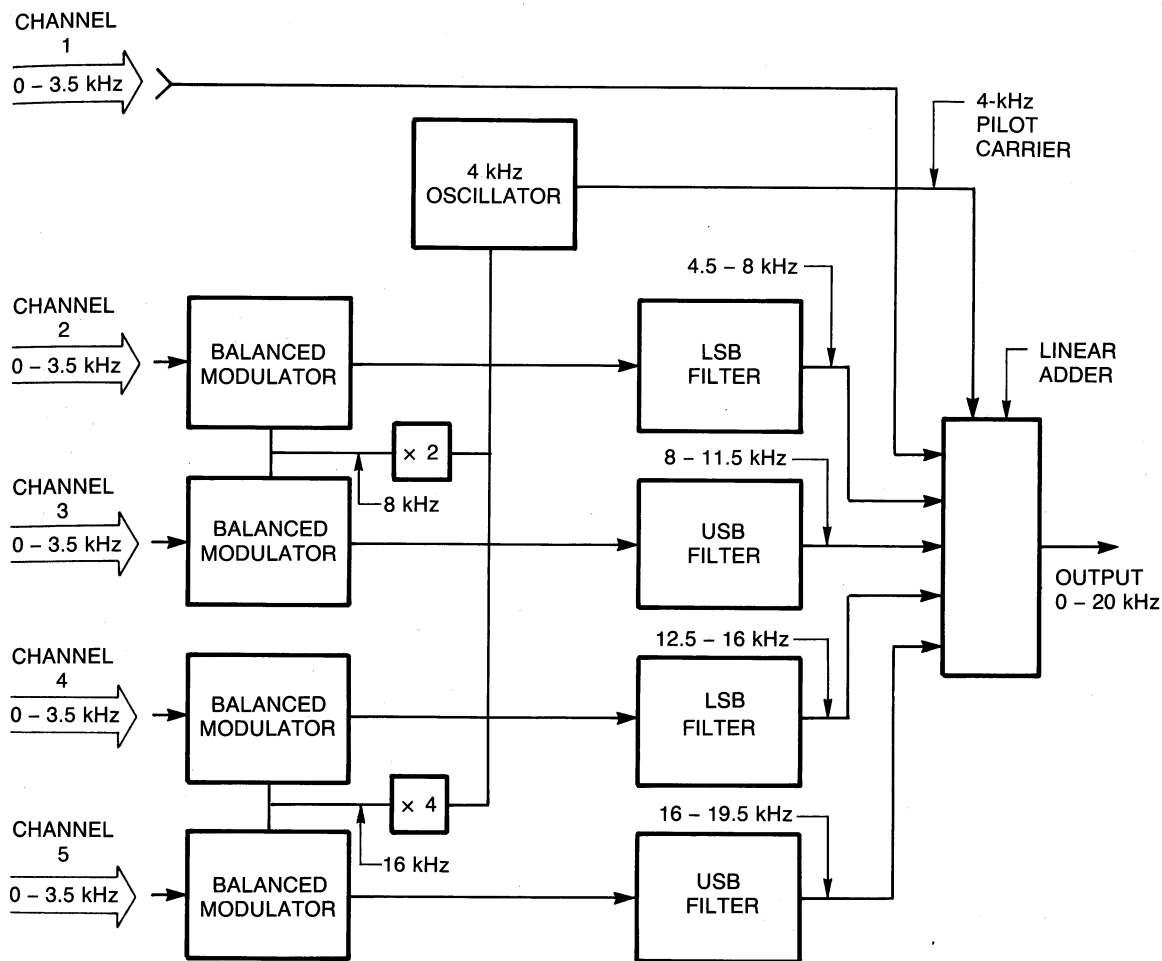 CHANNEL
1
0 – 3.5 kHz
4-kHz
PILOT
CARRIER
4 kHz
OSCILLATOR
4.5 – 8 kHz
CHANNEL
2
0 – 3.5 kHz
BALANCED
MODULATOR
LSB
FILTER
LINEAR
ADDER
× 2
8 kHz
8 – 11.5 kHz
CHANNEL
3
0 – 3.5 kHz
BALANCED
MODULATOR
USB
FILTER
OUTPUT
0 – 20 kHz
12.5 – 16 kHz
CHANNEL
4
0 – 3.5 kHz
BALANCED
MODULATOR
LSB
FILTER
× 4
16 kHz
16 – 19.5 kHz
CHANNEL
5
0 – 3.5 kHz
BALANCED
MODULATOR
USB
FILTER